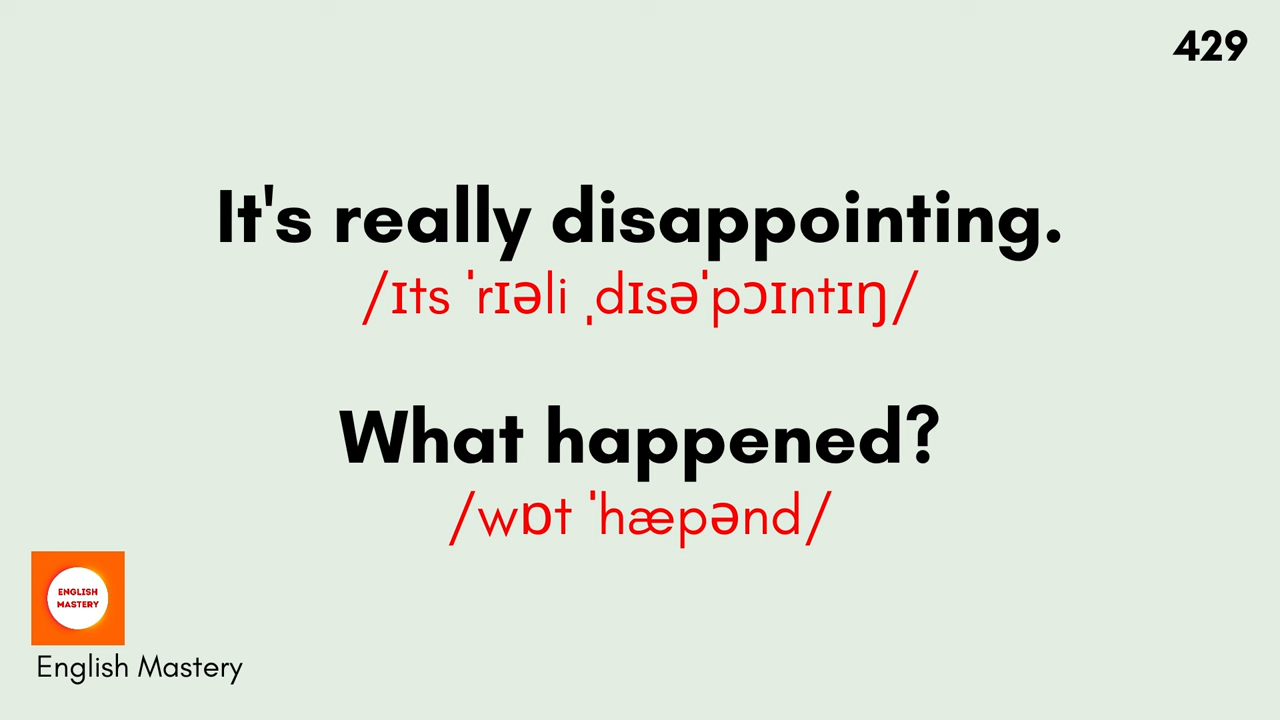 429
It's really disappointing.
/ɪts ˈrɪəli ˌdɪsəˈpɔɪntɪŋ/
What happened?
/wɒt ˈhæpənd/
ENGLISH
MASTERY
English Mastery